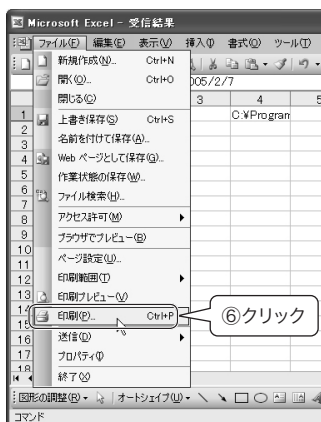 Microsoft Excel - 受信結果
ファイル(F) 編集(E) 表示(V) 挿入(I) 書式(O) ツール(T)
新規作成(N)... Ctrl+N
開く(O)... Ctrl+O
005/2/7
閉じる(C)
3 4
1 上書き保存(S) Ctrl+S
C:¥Program
2 名前を付けて保存(A)...
3
4 Web ページとして保存(G)...
5 作業状態の保存(W)...
6 ファイル検索(H)...
7
8 アクセス許可(M)
9 ブラウザでプレビュー(B)
10
11 ページ設定(U)...
12 印刷範囲(T)
13 印刷プレビュー(V)
14 印刷(P)... Ctrl+P
⑥クリック
15
16 送信(D)
17 プロパティ(I)
18 終了(X)
図形の調整(R) オートシェイプ(U)
コマンド